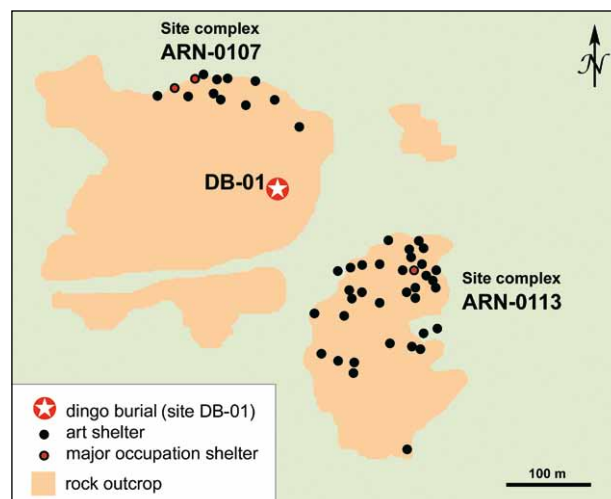 Site complex
ARN-0107
N
DB-01
Site complex
ARN-0113
dingo burial (site DB-01)
art shelter
major occupation shelter
rock outcrop
100 m